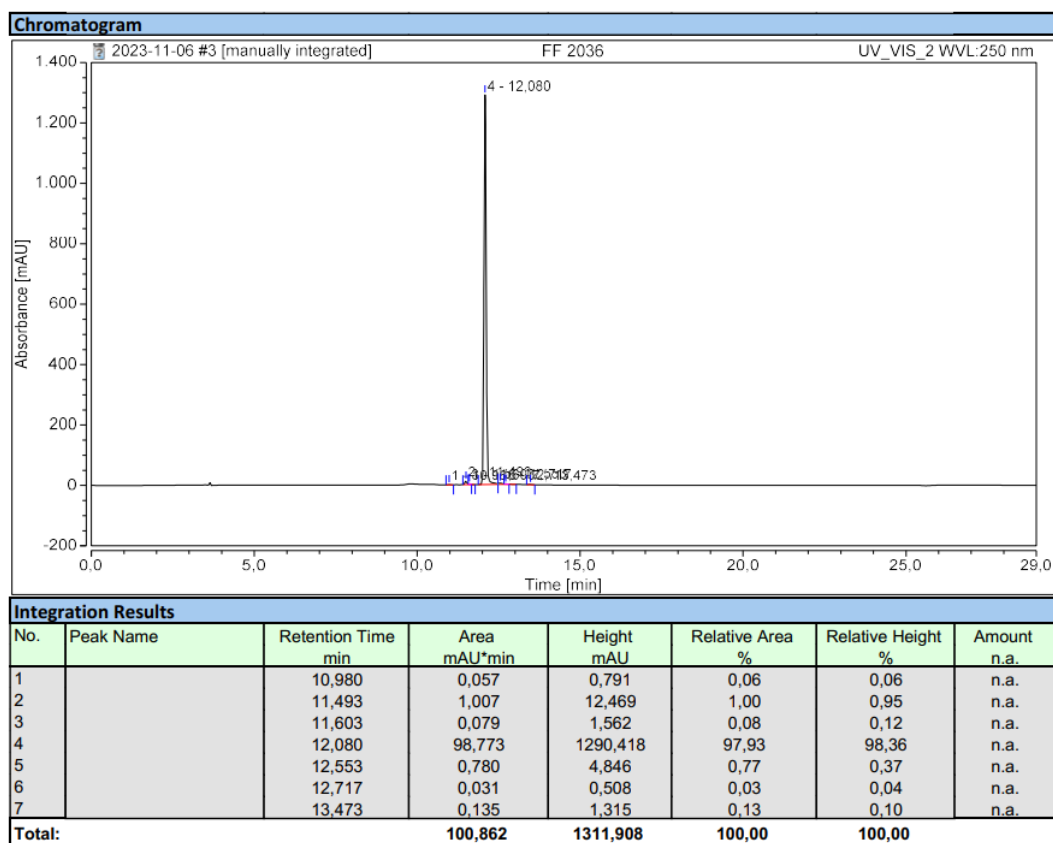 Chromatogram
2023-11-06 #3 [manually integrated] FF 2036 UV_VIS_2 WVL:250 nm
1.400
1.200
1.000
800
600
400
200
0
-200
Absorbance [mAU]
4 - 12,080
0,0 5,0 10,0 15,0 20,0 25,0 29,0
Time [min]
Integration Results
No. Peak Name Retention Time Area Height Relative Area Relative Height Amount
min mAU*min mAU % % n.a.
1 10,980 0,057 0,791 0,06 0,06 n.a.
2 11,493 1,007 12,469 1,00 0,95 n.a.
3 11,603 0,079 1,562 0,08 0,12 n.a.
4 12,080 98,773 1290,418 97,93 98,36 n.a.
5 12,553 0,780 4,846 0,77 0,37 n.a.
6 12,717 0,031 0,508 0,03 0,04 n.a.
7 13,473 0,135 1,315 0,13 0,10 n.a.
Total: 100,862 1311,908 100,00 100,00